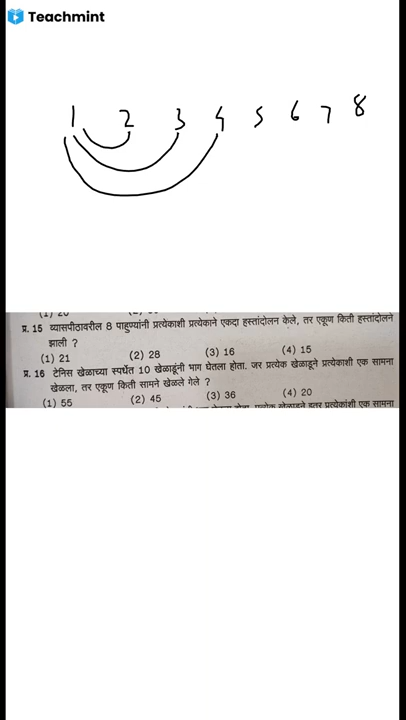 Teachmint
1 2 3 4 5 6 7 8
प्र. 15 व्यासपीठावरील 8 पाहुण्यांनी प्रत्येकाशी प्रत्येकाने एकदा हस्तांदोलन केले, तर एकूण किती हस्तांदोलने
झाली ?
(1) 21 (2) 28 (3) 16 (4) 15
प्र. 16 टेनिस खेळाच्या स्पर्धेत 10 खेळाडूंनी भाग घेतला होता. जर प्रत्येक खेळाडूने प्रत्येकाशी एक सामना
खेळला, तर एकूण किती सामने खेळले गेले ?
(1) 55 (2) 45 (3) 36 (4) 20